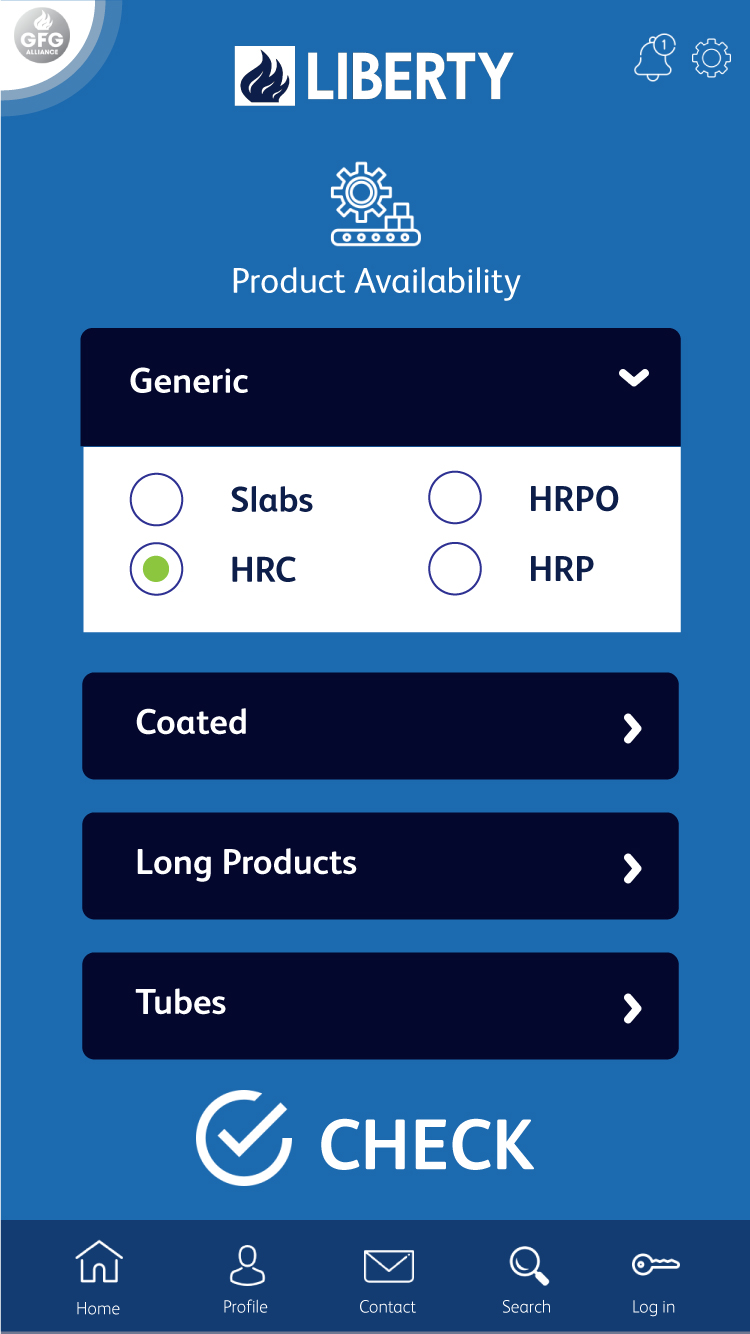 GFG
ALLIANCE
LIBERTY
1
Product Availability
Generic
Slabs
HRPO
HRC
HRP
Coated
Long Products
Tubes
CHECK
Home
Profile
Contact
Search
Log in